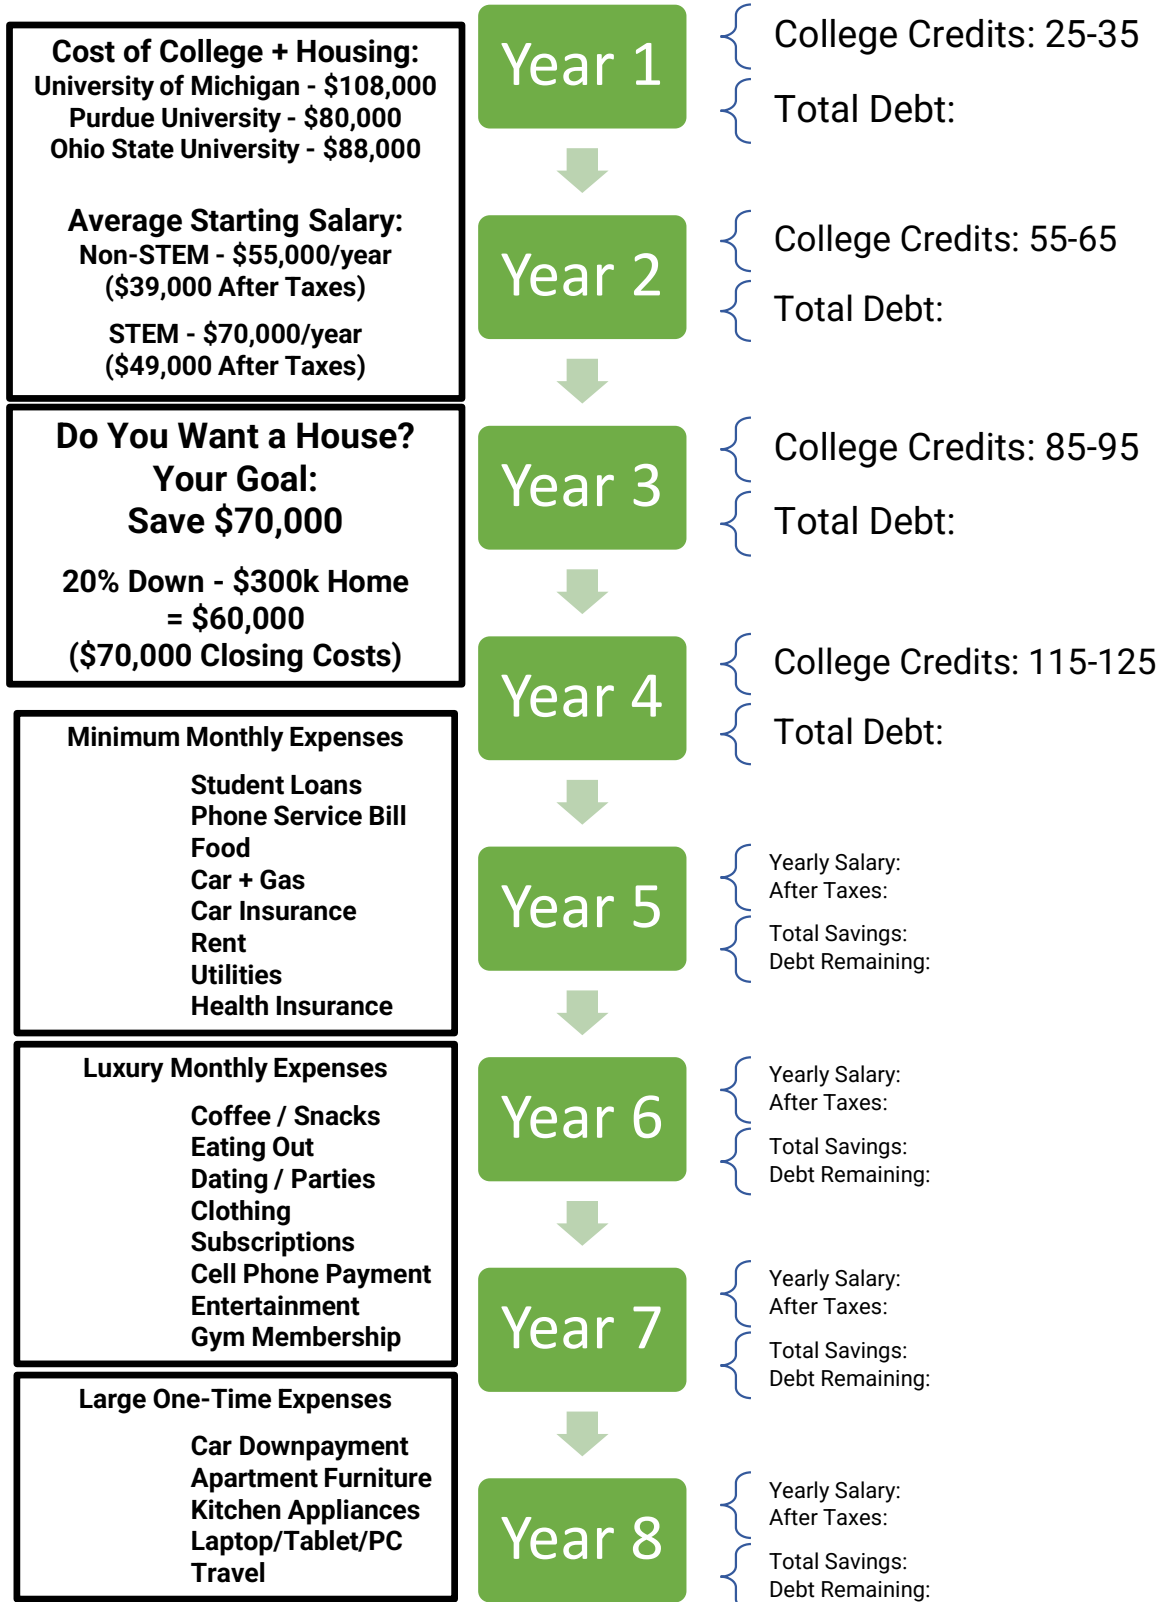 Cost of College + Housing:
University of Michigan - $108,000
Purdue University - $80,000
Ohio State University - $88,000
Average Starting Salary:
Non-STEM - $55,000/year
($39,000 After Taxes)
STEM - $70,000/year
($49,000 After Taxes)
Do You Want a House?
Your Goal:
Save $70,000
20% Down - $300k Home
= $60,000
($70,000 Closing Costs)
Minimum Monthly Expenses
Student Loans
Phone Service Bill
Food
Car + Gas
Car Insurance
Rent
Utilities
Health Insurance
Luxury Monthly Expenses
Coffee / Snacks
Eating Out
Dating / Parties
Clothing
Subscriptions
Cell Phone Payment
Entertainment
Gym Membership
Large One-Time Expenses
Car Downpayment
Apartment Furniture
Kitchen Appliances
Laptop/Tablet/PC
Travel
Year 1
College Credits: 25-35
Total Debt:
Year 2
College Credits: 55-65
Total Debt:
Year 3
College Credits: 85-95
Total Debt:
Year 4
College Credits: 115-125
Total Debt:
Year 5
Yearly Salary:
After Taxes:
Total Savings:
Debt Remaining:
Year 6
Yearly Salary:
After Taxes:
Total Savings:
Debt Remaining:
Year 7
Yearly Salary:
After Taxes:
Total Savings:
Debt Remaining:
Year 8
Yearly Salary:
After Taxes:
Total Savings:
Debt Remaining: